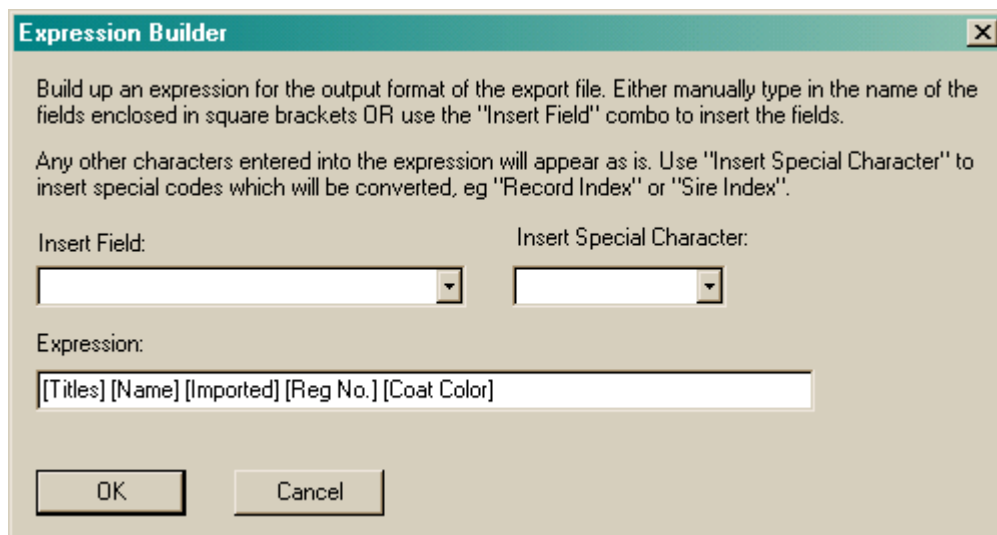 Expression Builder
Build up an expression for the output format of the export file. Either manually type in the name of the
fields enclosed in square brackets OR use the "Insert Field" combo to insert the fields.
Any other characters entered into the expression will appear as is. Use "Insert Special Character" to
insert special codes which will be converted, eg "Record Index" or "Sire Index".
Insert Field:
Insert Special Character:
Expression:
[Titles] [Name] [Imported] [Reg No.] [Coat Color]
OK
Cancel